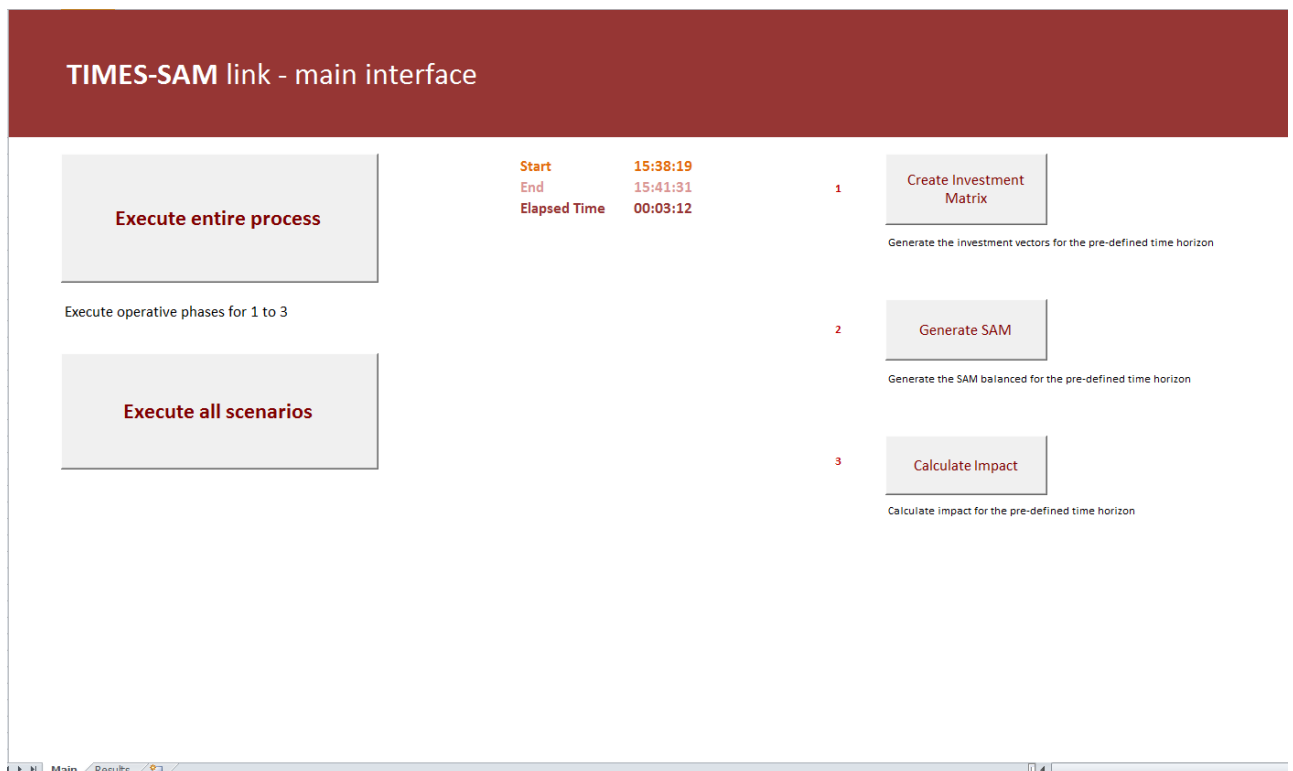 TIMES-SAM link - main interface
Execute entire process
Execute operative phases for 1 to 3
Execute all scenarios
Start 15:38:19
End 15:41:31
Elapsed Time 00:03:12
1
Create Investment
Matrix
Generate the investment vectors for the pre-defined time horizon
2
Generate SAM
Generate the SAM balanced for the pre-defined time horizon
3
Calculate Impact
Calculate impact for the pre-defined time horizon
Main Results